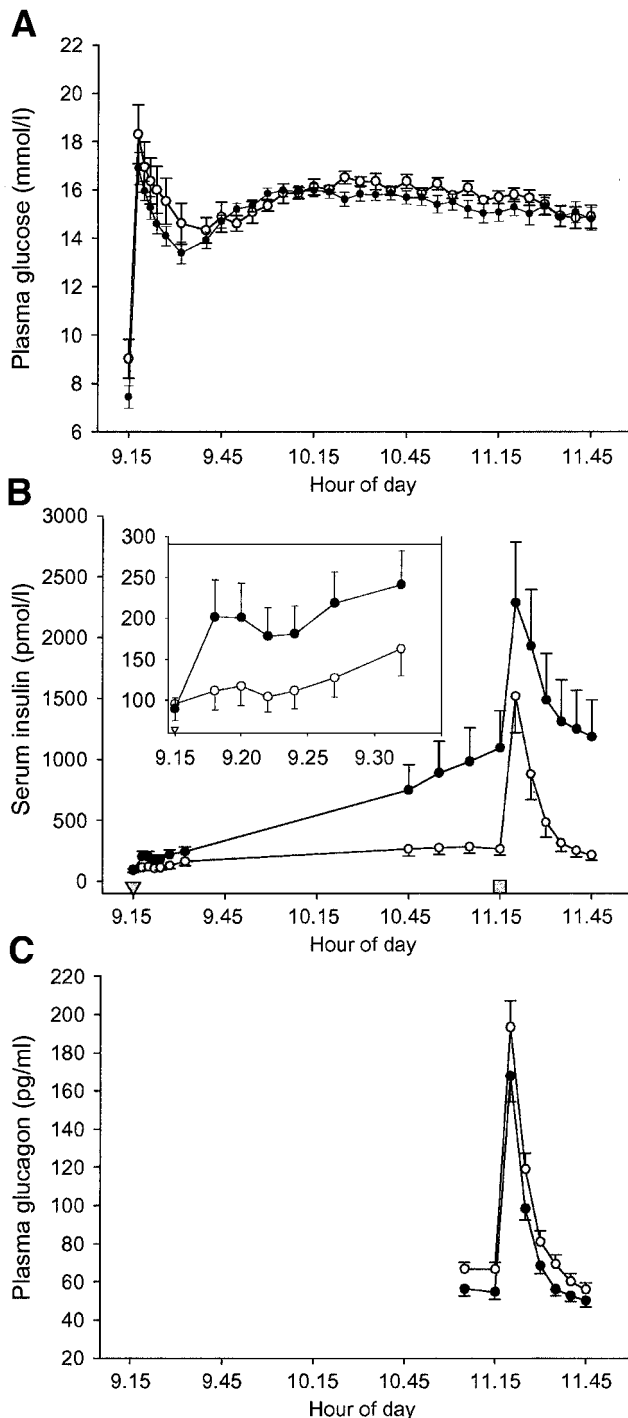 A
Plasma glucose (mmol/l)
22
20
18
16
14
12
10
8
6
9.15 9.45 10.15 10.45 11.15 11.45
Hour of day
B
Serum insulin (pmol/l)
3000
2500
2000
1500
1000
500
0
300
250
200
150
100
9.15 9.20 9.30
9.15 9.45 10.15 10.45 11.15 11.45
Hour of day
C
Plasma glucagon (pg/ml)
220
200
180
160
140
120
100
80
60
40
20
9.15 9.45 10.15 10.45 11.15 11.45
Hour of day